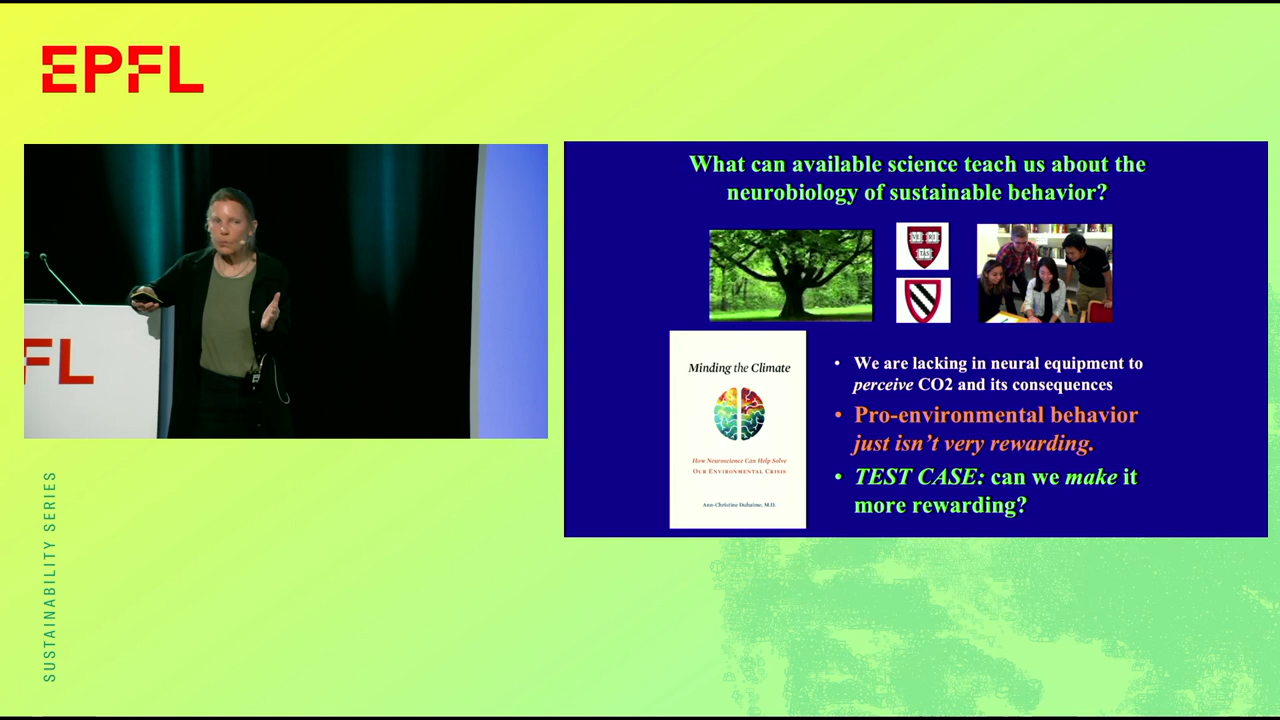 EPFL
FL
SUSTAINABILITY SERIES
What can available science teach us about the
neurobiology of sustainable behavior?
Minding the Climate
How Neuroscience Can Help Solve
OUR ENVIRONMENTAL CRISIS
Ann-Christine Duhaime, M.D.
• We are lacking in neural equipment to
perceive CO2 and its consequences
• Pro-environmental behavior
just isn’t very rewarding.
• TEST CASE: can we make it
more rewarding?